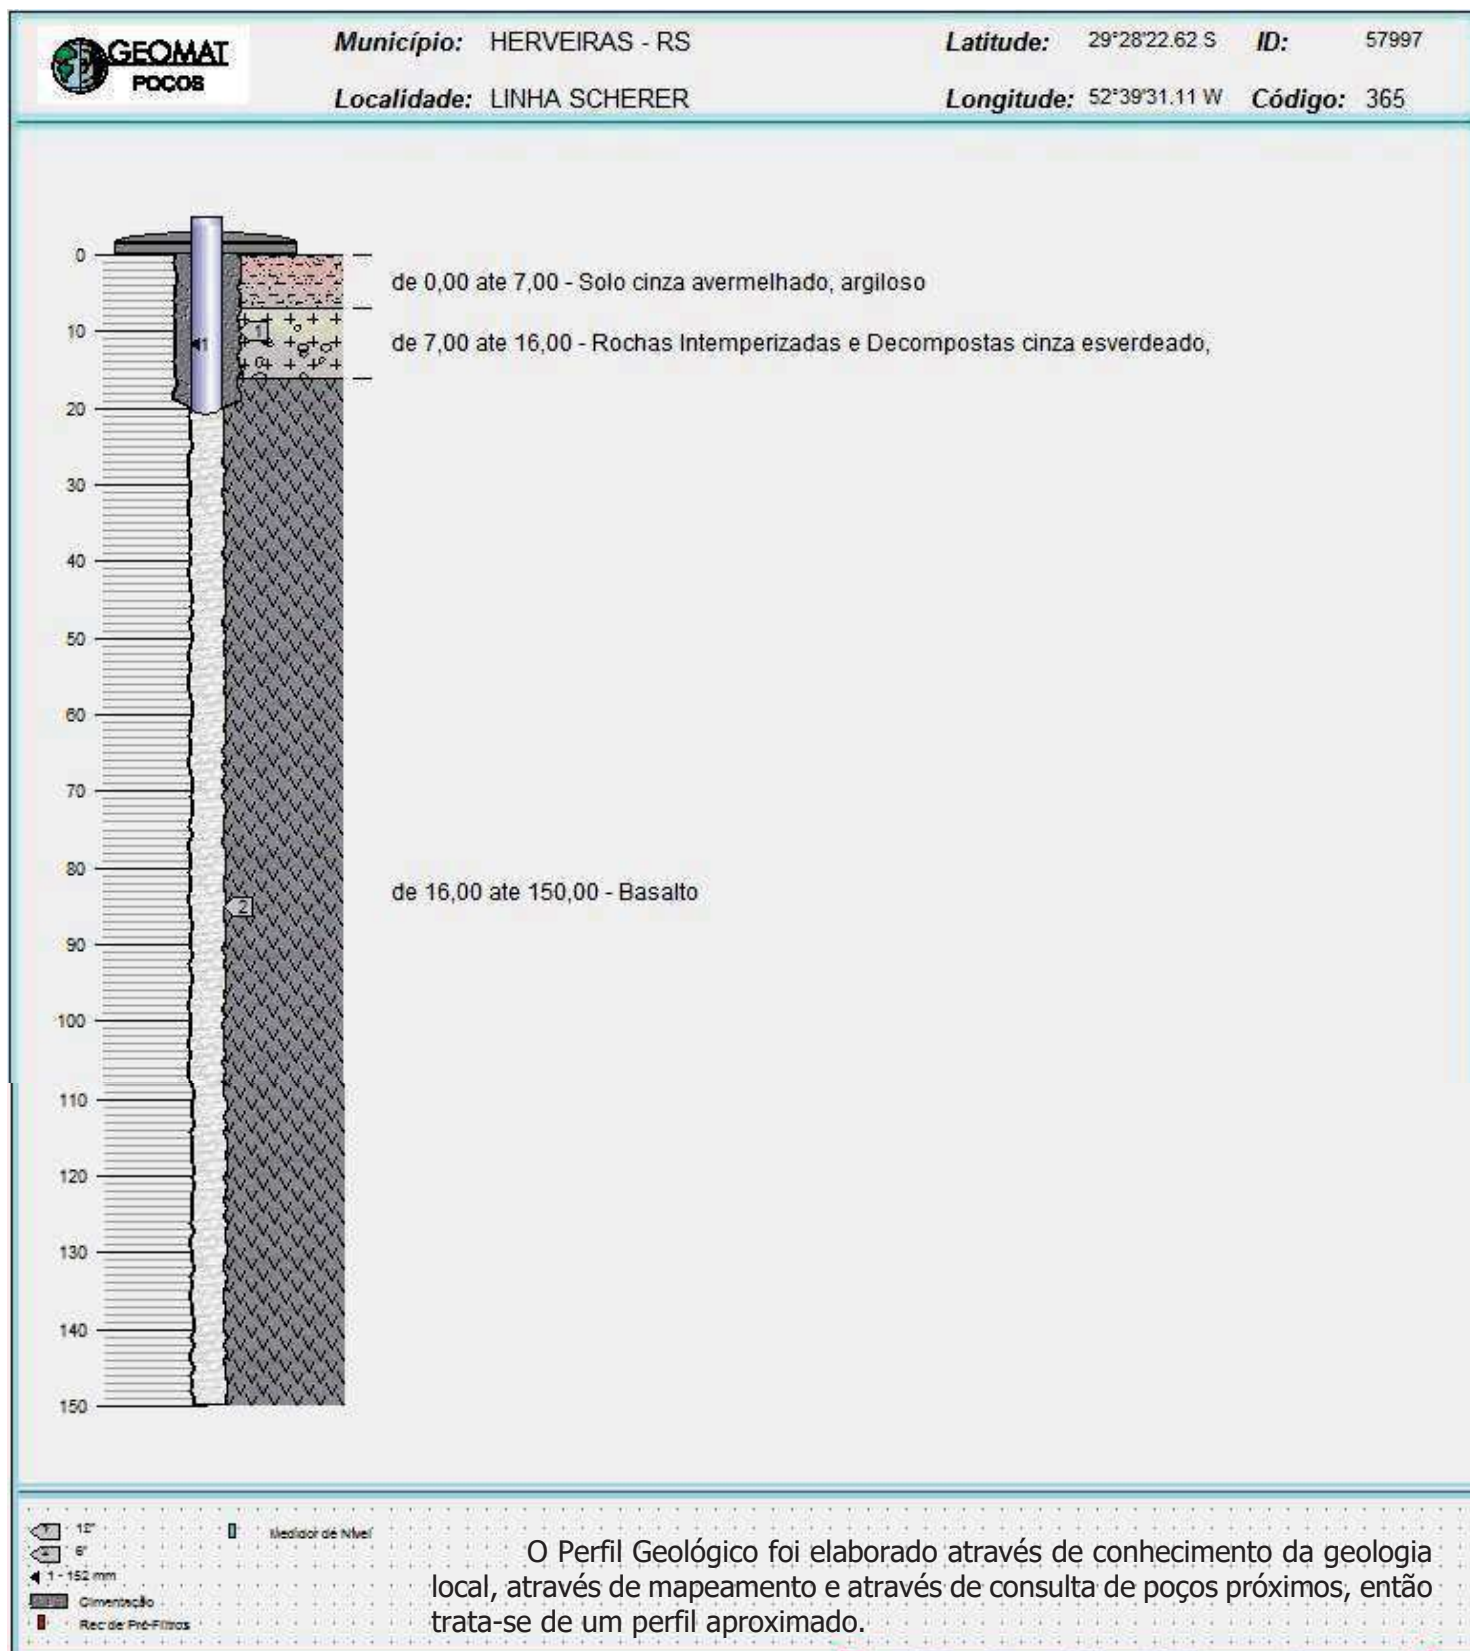 GEOMAT
POÇOS
Município: HERVEIRAS - RS
Latitude: 29°28'22.62 S ID: 57997
Localidade: LINHA SCHERER
Longitude: 52°39'31.11 W Código: 365
0
de 0,00 ate 7,00 - Solo cinza avermelhado, argiloso
10
1
1
de 7,00 ate 16,00 - Rochas Intemperizadas e Decompostas cinza esverdeado,
20
30
40
50
60
70
80
de 16,00 ate 150,00 - Basalto
2
90
100
110
120
130
140
150
12"
Medidor de Nível
6"
1 - 152 mm
Cimentação
Rec de Pré-Filtros
O Perfil Geológico foi elaborado através de conhecimento da geologia
local, através de mapeamento e através de consulta de poços próximos, então
trata-se de um perfil aproximado.